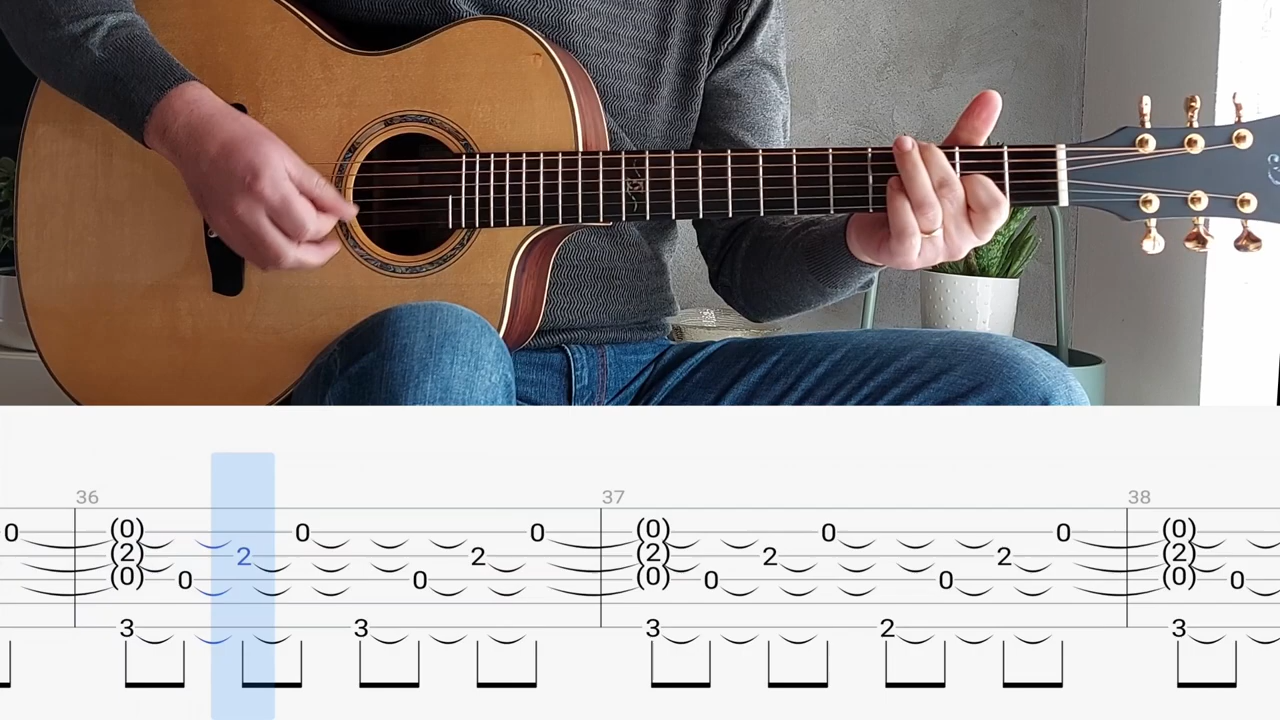 36 37 38
0 (0) 0 0 (0) 0 0 (0)
(2) 2 2 (2) 2 2 (2)
(0) 0 0 (0) 0 0 (0) 0
3 3 3 2 3